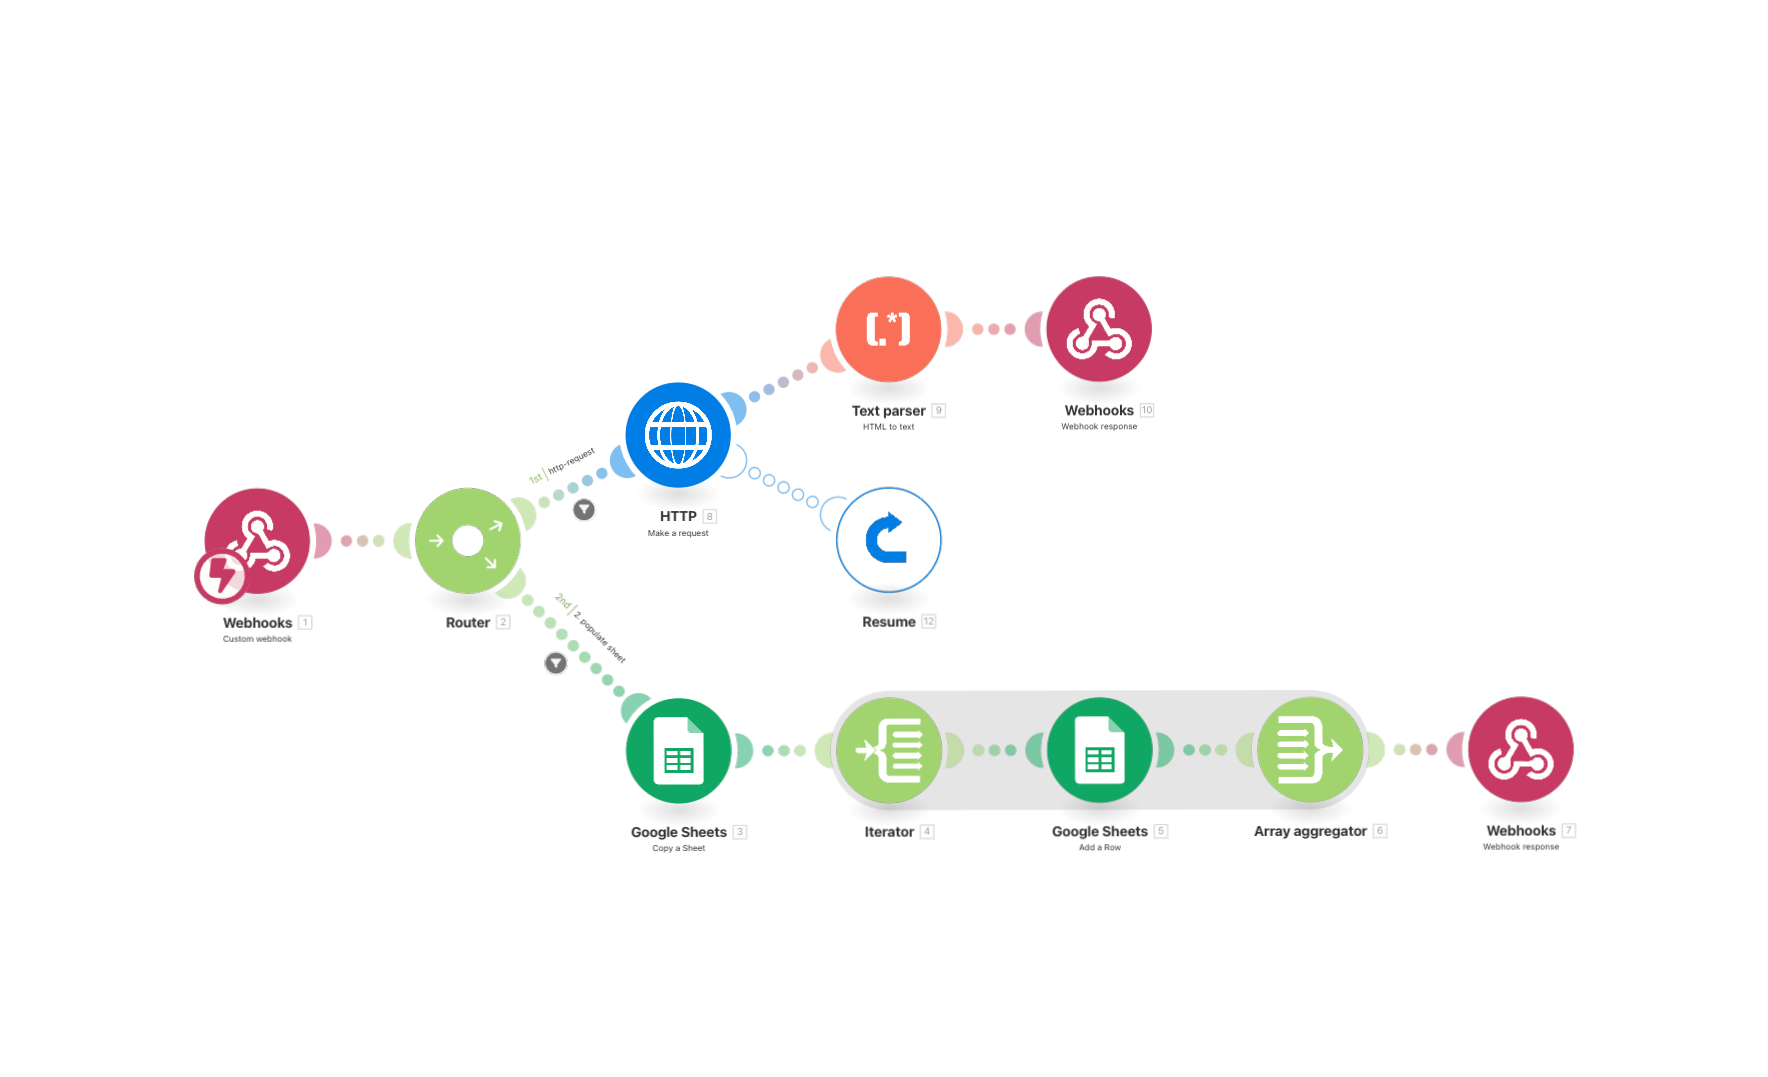 Webhooks 1
Custom webhook
Router 2
1st | http-request
HTTP 8
Make a request
[.*]
Text parser 9
HTML to text
Webhooks 10
Webhook response
Resume 12
2nd | 2. populate sheet
Google Sheets 3
Copy a Sheet
Iterator 4
Google Sheets 5
Add a Row
Array aggregator 6
Webhooks 7
Webhook response